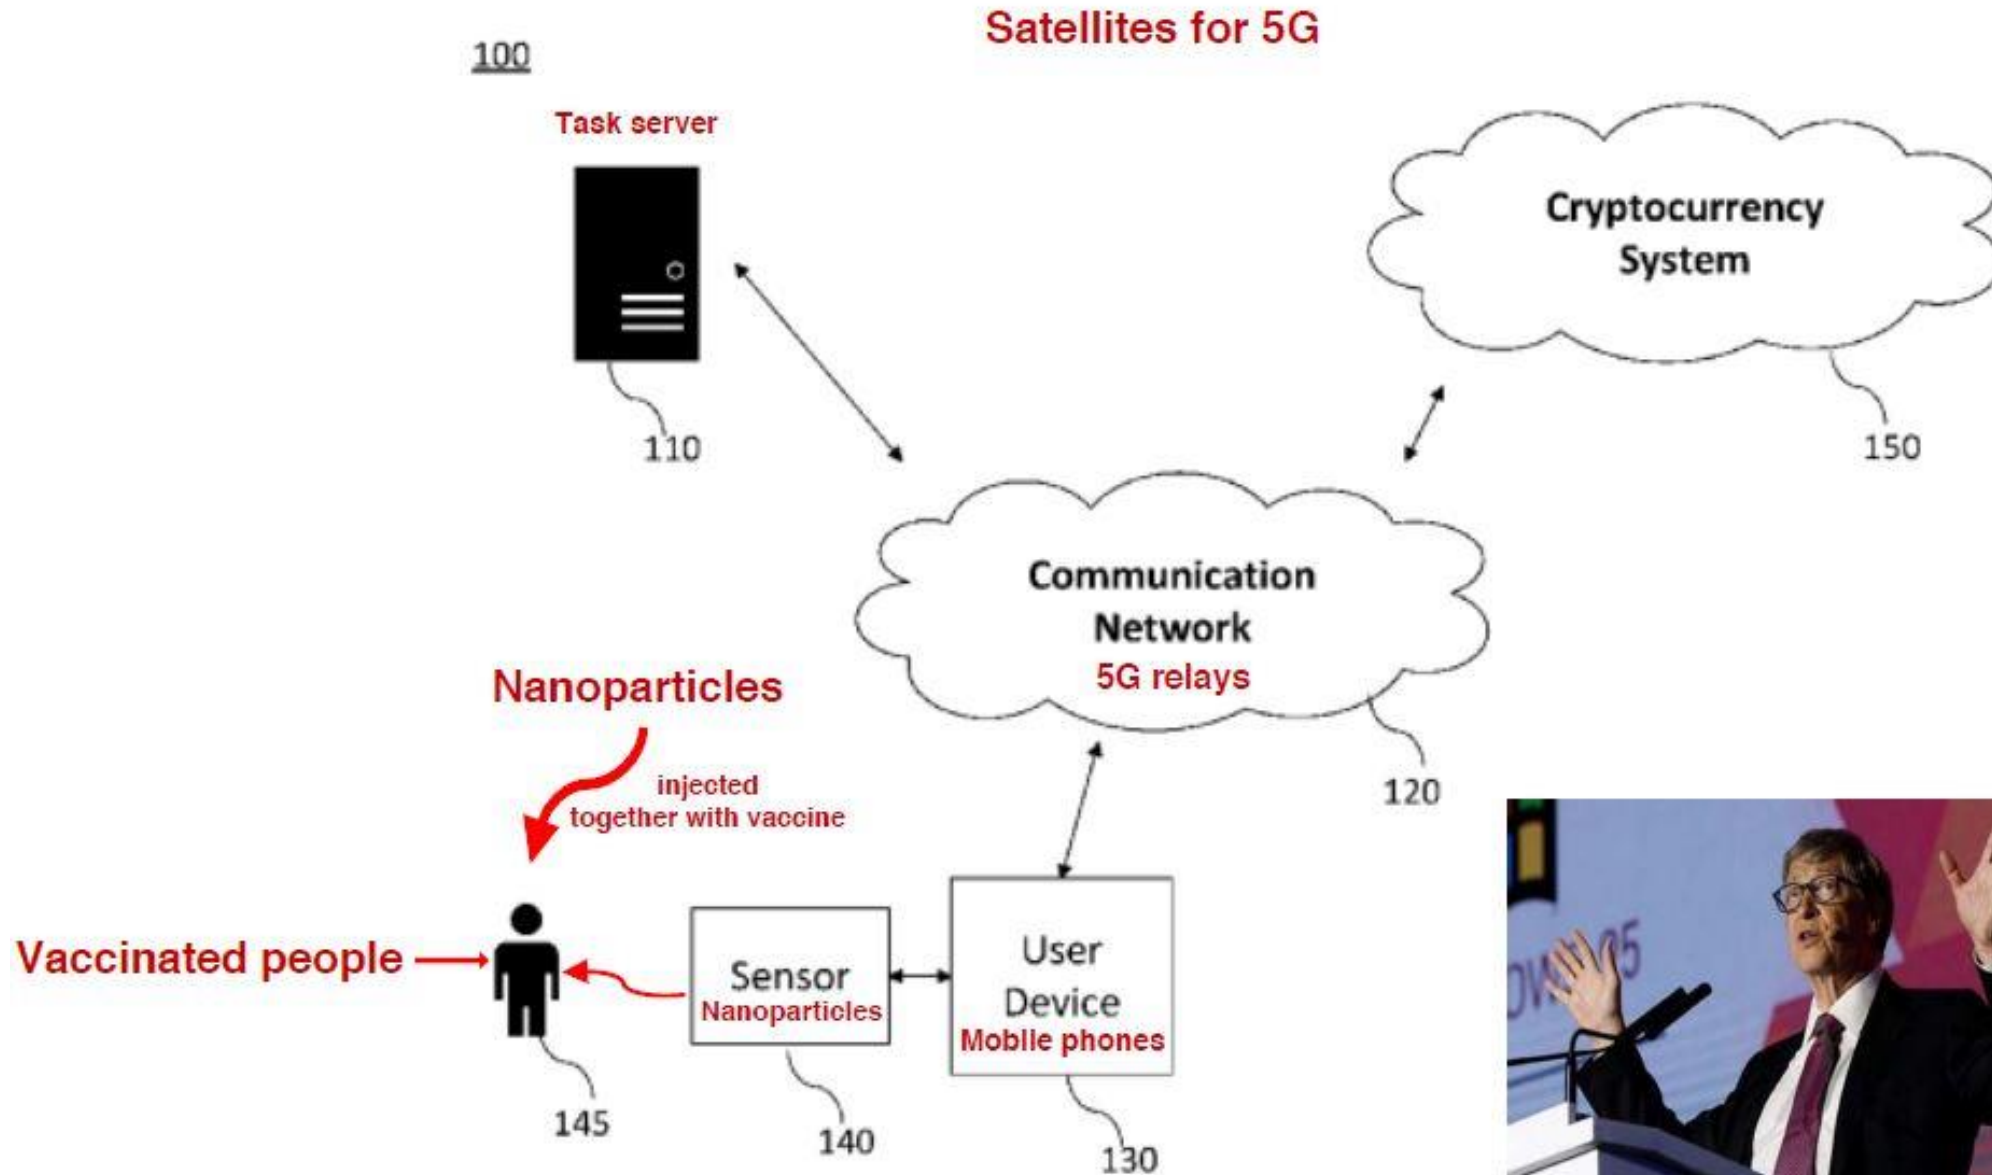 Satellites for 5G
100
Task server
110
Cryptocurrency
System
150
Communication
Network
5G relays
120
Nanoparticles
injected
together with vaccine
Vaccinated people
Sensor
Nanoparticles
User
Device
Mobile phones
145
140
130